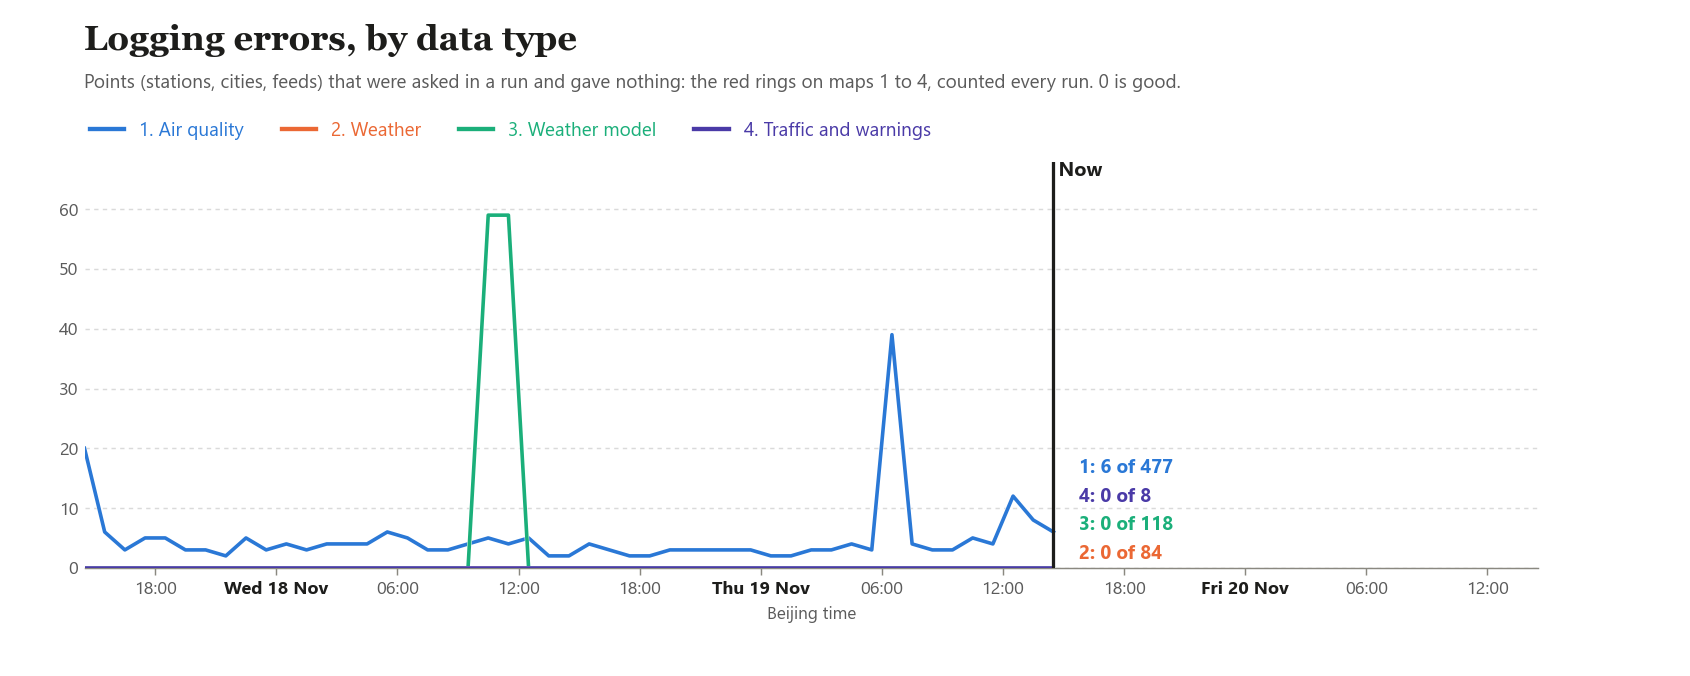 Logging errors, by data type
Points (stations, cities, feeds) that were asked in a run and gave nothing: the red rings on maps 1 to 4, counted every run. 0 is good.
1. Air quality 2. Weather 3. Weather model 4. Traffic and warnings
Now
60
50
40
30
20
10
0
1: 6 of 477
4: 0 of 8
3: 0 of 118
2: 0 of 84
18:00 Wed 18 Nov 06:00 12:00 18:00 Thu 19 Nov 06:00 12:00 18:00 Fri 20 Nov 06:00 12:00
Beijing time